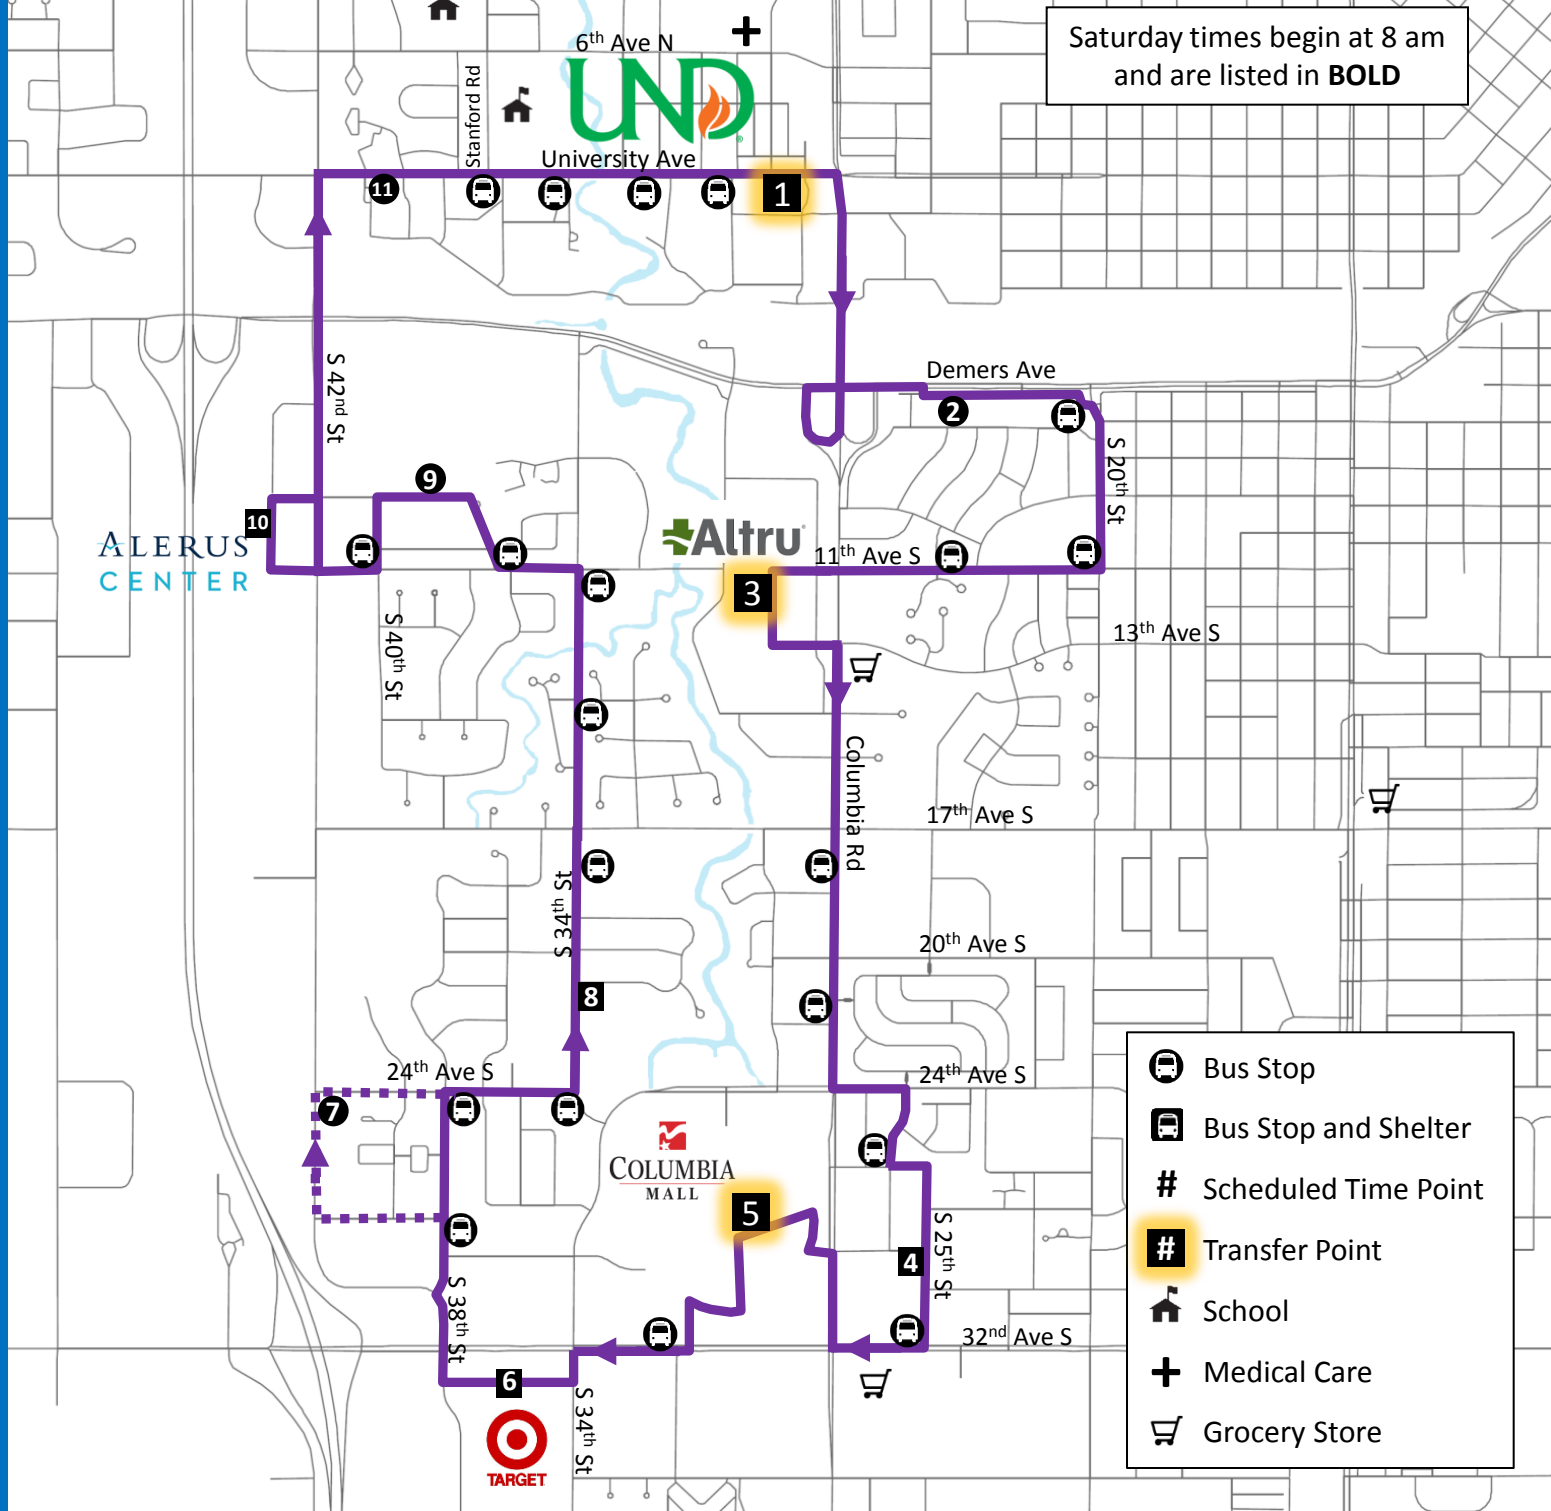 Saturday times begin at 8 am
and are listed in BOLD
6th Ave N
UND
Stanford Rd
University Ave
11
1
S 42nd St
Demers Ave
2
S 20th St
9
10
ALERUS
CENTER
Altru
11th Ave S
3
13th Ave S
S 40th St
Columbia Rd
17th Ave S
S 34th St
20th Ave S
8
24th Ave S
24th Ave S
7
COLUMBIA
MALL
5
4
S 25th St
S 38th St
32nd Ave S
6
S 34th St
TARGET
Bus Stop
Bus Stop and Shelter
# Scheduled Time Point
# Transfer Point
School
Medical Care
Grocery Store